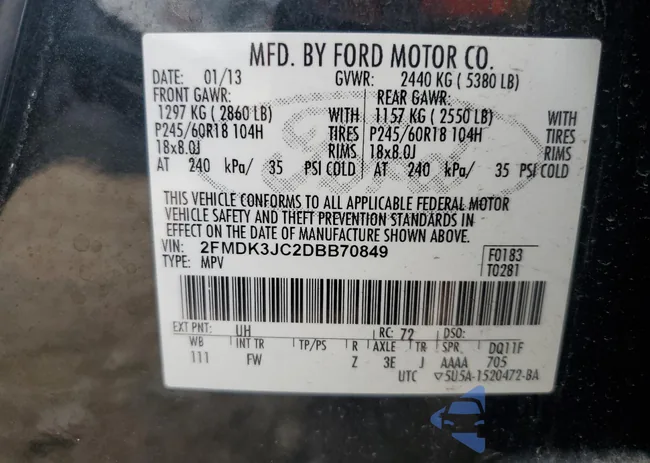 MFD. BY FORD MOTOR CO.
DATE: 01/13 GVWR: 2440 KG ( 5380 LB)
FRONT GAWR: REAR GAWR:
1297 KG ( 2860 LB) WITH 1157 KG ( 2550 LB) WITH
P245/60R18 104H TIRES P245/60R18 104H TIRES
18x8.0J RIMS 18x8.0J RIMS
AT 240 kPa/ 35 PSI COLD AT 240 kPa/ 35 PSI COLD
THIS VEHICLE CONFORMS TO ALL APPLICABLE FEDERAL MOTOR
VEHICLE SAFETY AND THEFT PREVENTION STANDARDS IN
EFFECT ON THE DATE OF MANUFACTURE SHOWN ABOVE.
VIN: 2FMDK3JC2DBB70849 F0183
TYPE: MPV T0281
EXT PNT: UH RC: 72 DSO:
WB INT TR TP/PS R AXLE TR SPR DQ11F
111 FW Z 3E J AAAA 705
UTC ▽5U5A-1520472-BA